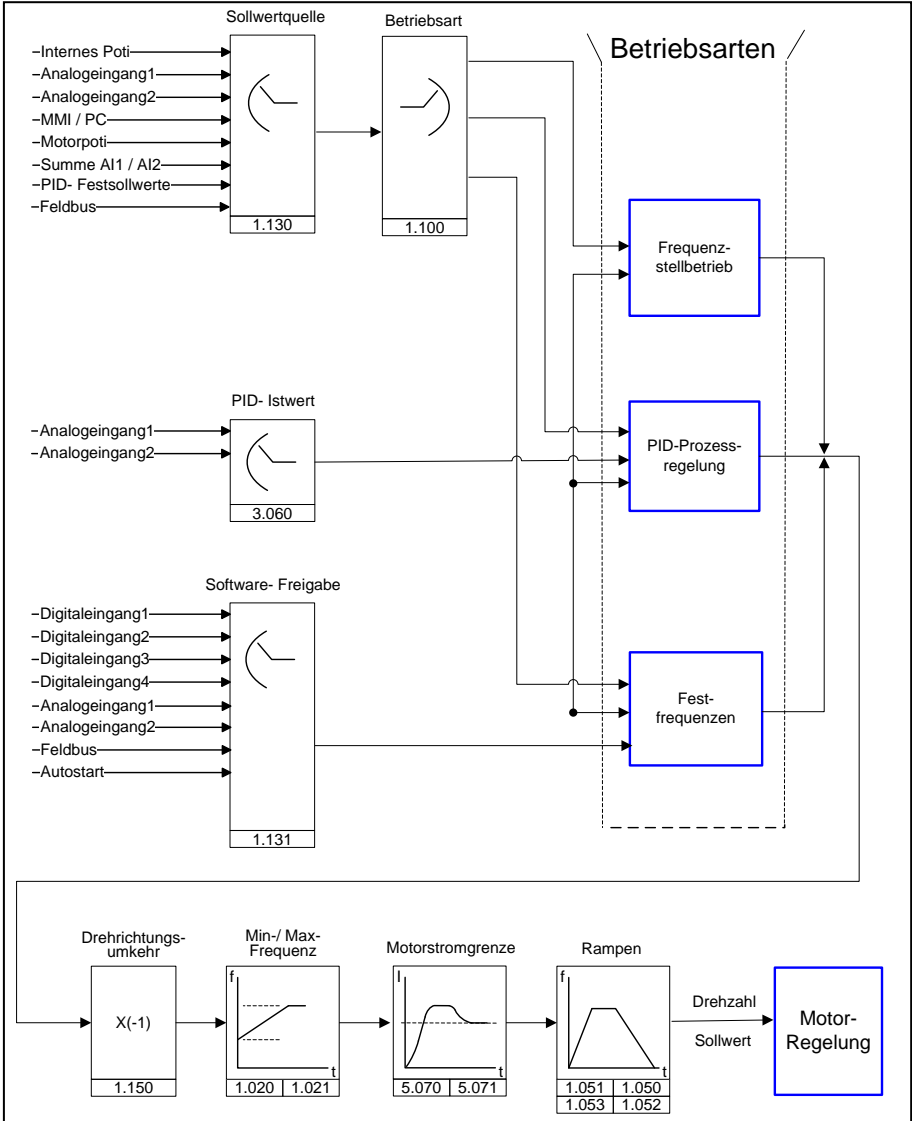 Sollwertquelle
Betriebsart
Betriebsarten
–Internes Poti
–Analogeingang1
–Analogeingang2
–MMI / PC
–Motorpoti
–Summe AI1 / AI2
–PID- Festsollwerte
–Feldbus
1.130
1.100
Frequenz-
stellbetrieb
PID- Istwert
–Analogeingang1
–Analogeingang2
3.060
PID-Prozess-
regelung
Software- Freigabe
–Digitaleingang1
–Digitaleingang2
–Digitaleingang3
–Digitaleingang4
–Analogeingang1
–Analogeingang2
–Feldbus
–Autostart
1.131
Fest-
frequenzen
Drehrichtungs-
umkehr
X(-1)
1.150
Min-/ Max-
Frequenz
f
t
1.020 1.021
Motorstromgrenze
I
t
5.070 5.071
Rampen
f
t
1.051 1.050
1.053 1.052
Drehzahl
Sollwert
Motor-
Regelung